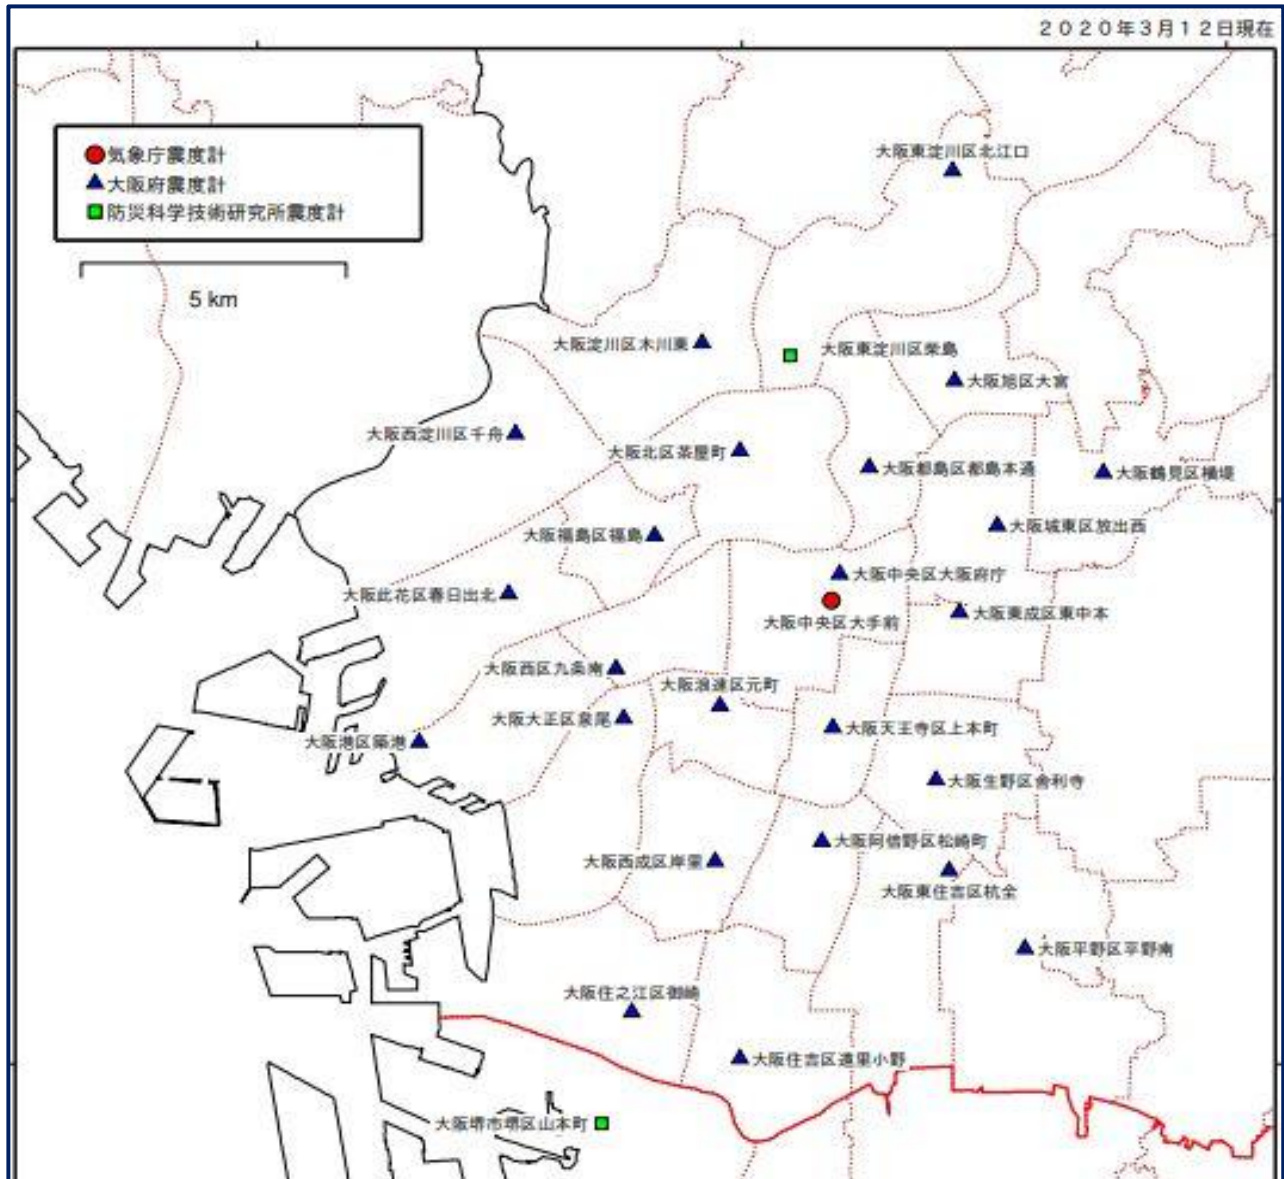 2020年3月12日現在
気象庁震度計
大阪府震度計
防災科学技術研究所震度計
5 km
大阪東淀川区北江口
大阪淀川区木川東
大阪東淀川区柴島
大阪旭区大宮
大阪西淀川区千舟
大阪北区茶屋町
大阪都島区都島本通
大阪鶴見区横堤
大阪福島区福島
大阪城東区放出西
大阪中央区大阪府庁
大阪此花区春日出北
大阪中央区大手前
大阪東成区東中本
大阪西区九条南
大阪浪速区元町
大阪大正区泉尾
大阪天王寺区上本町
大阪港区築港
大阪生野区舎利寺
大阪阿倍野区松崎町
大阪西成区岸里
大阪東住吉区杭全
大阪平野区平野南
大阪住之江区御崎
大阪住吉区遠里小野
大阪堺市堺区山本町